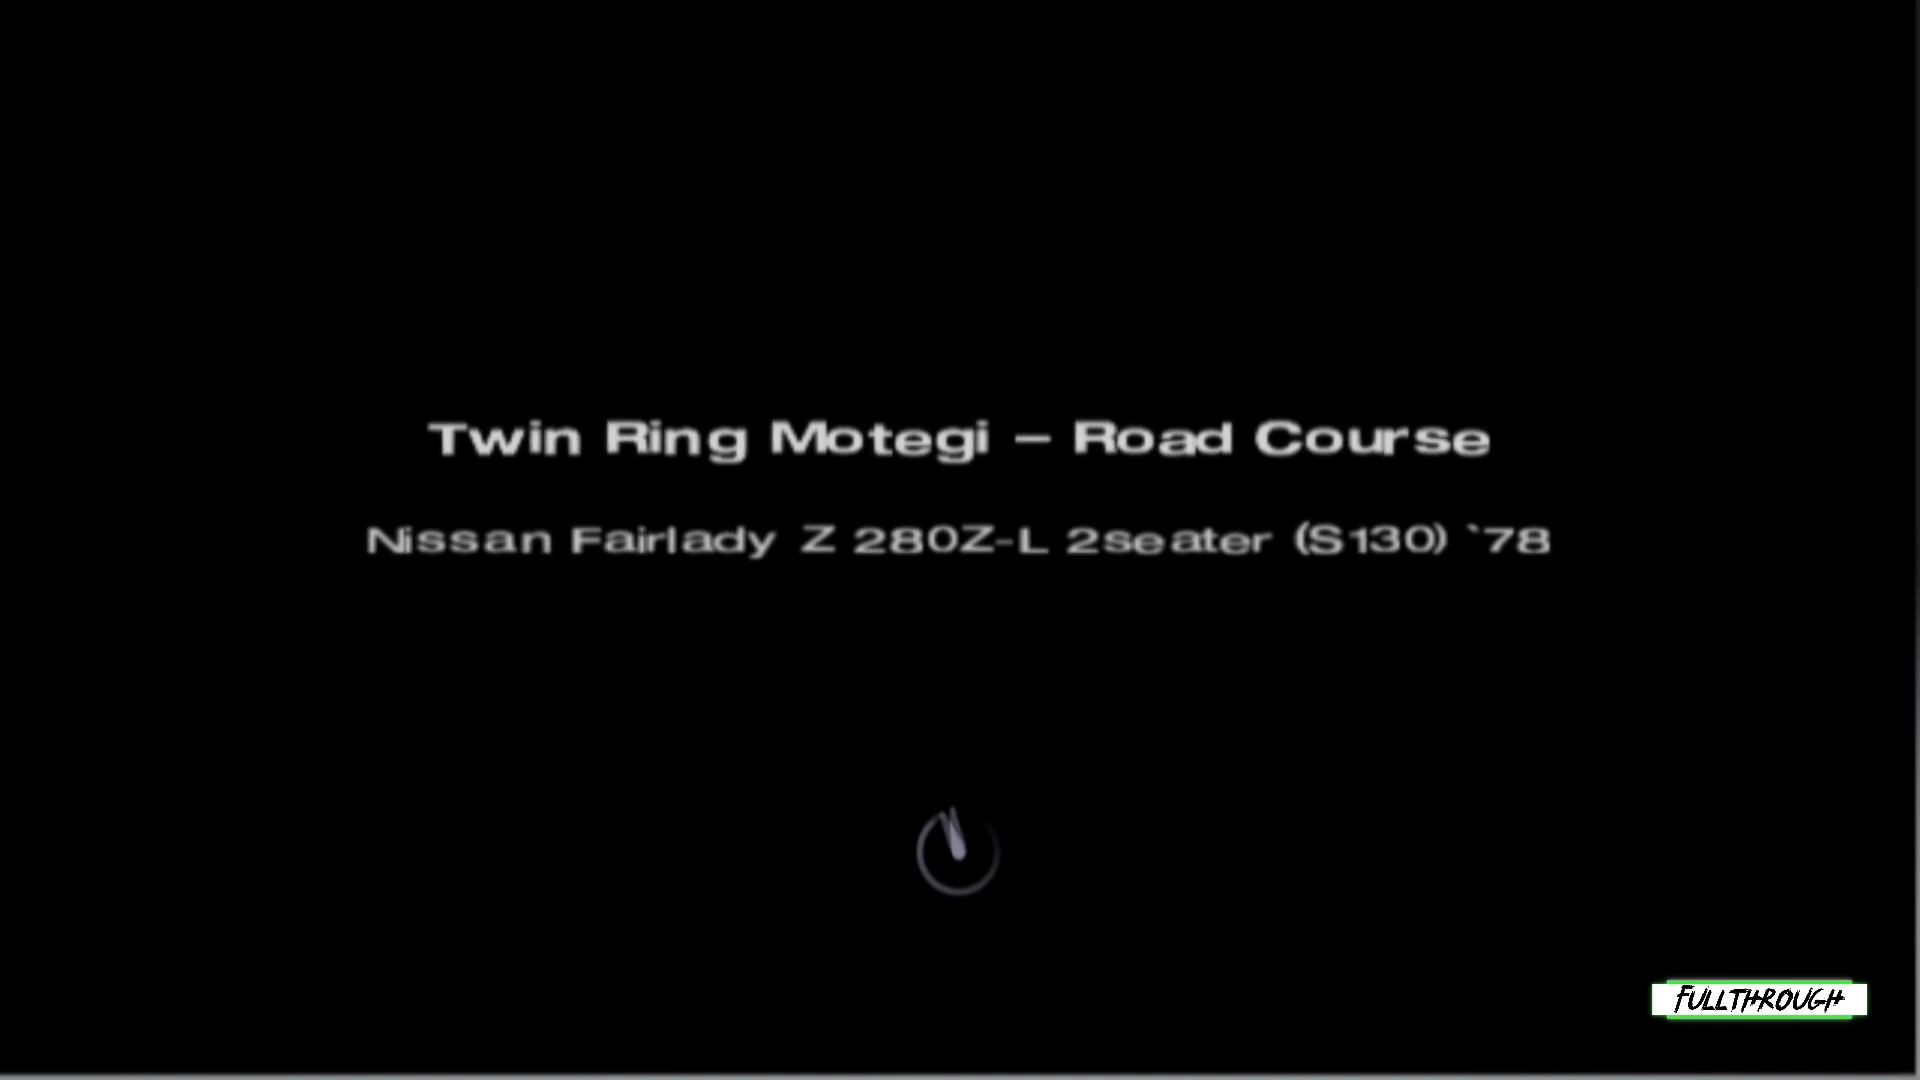 Twin Ring Motegi – Road Course
Nissan Fairlady Z 280Z-L 2seater (S130) `78
FULLTHROUGH